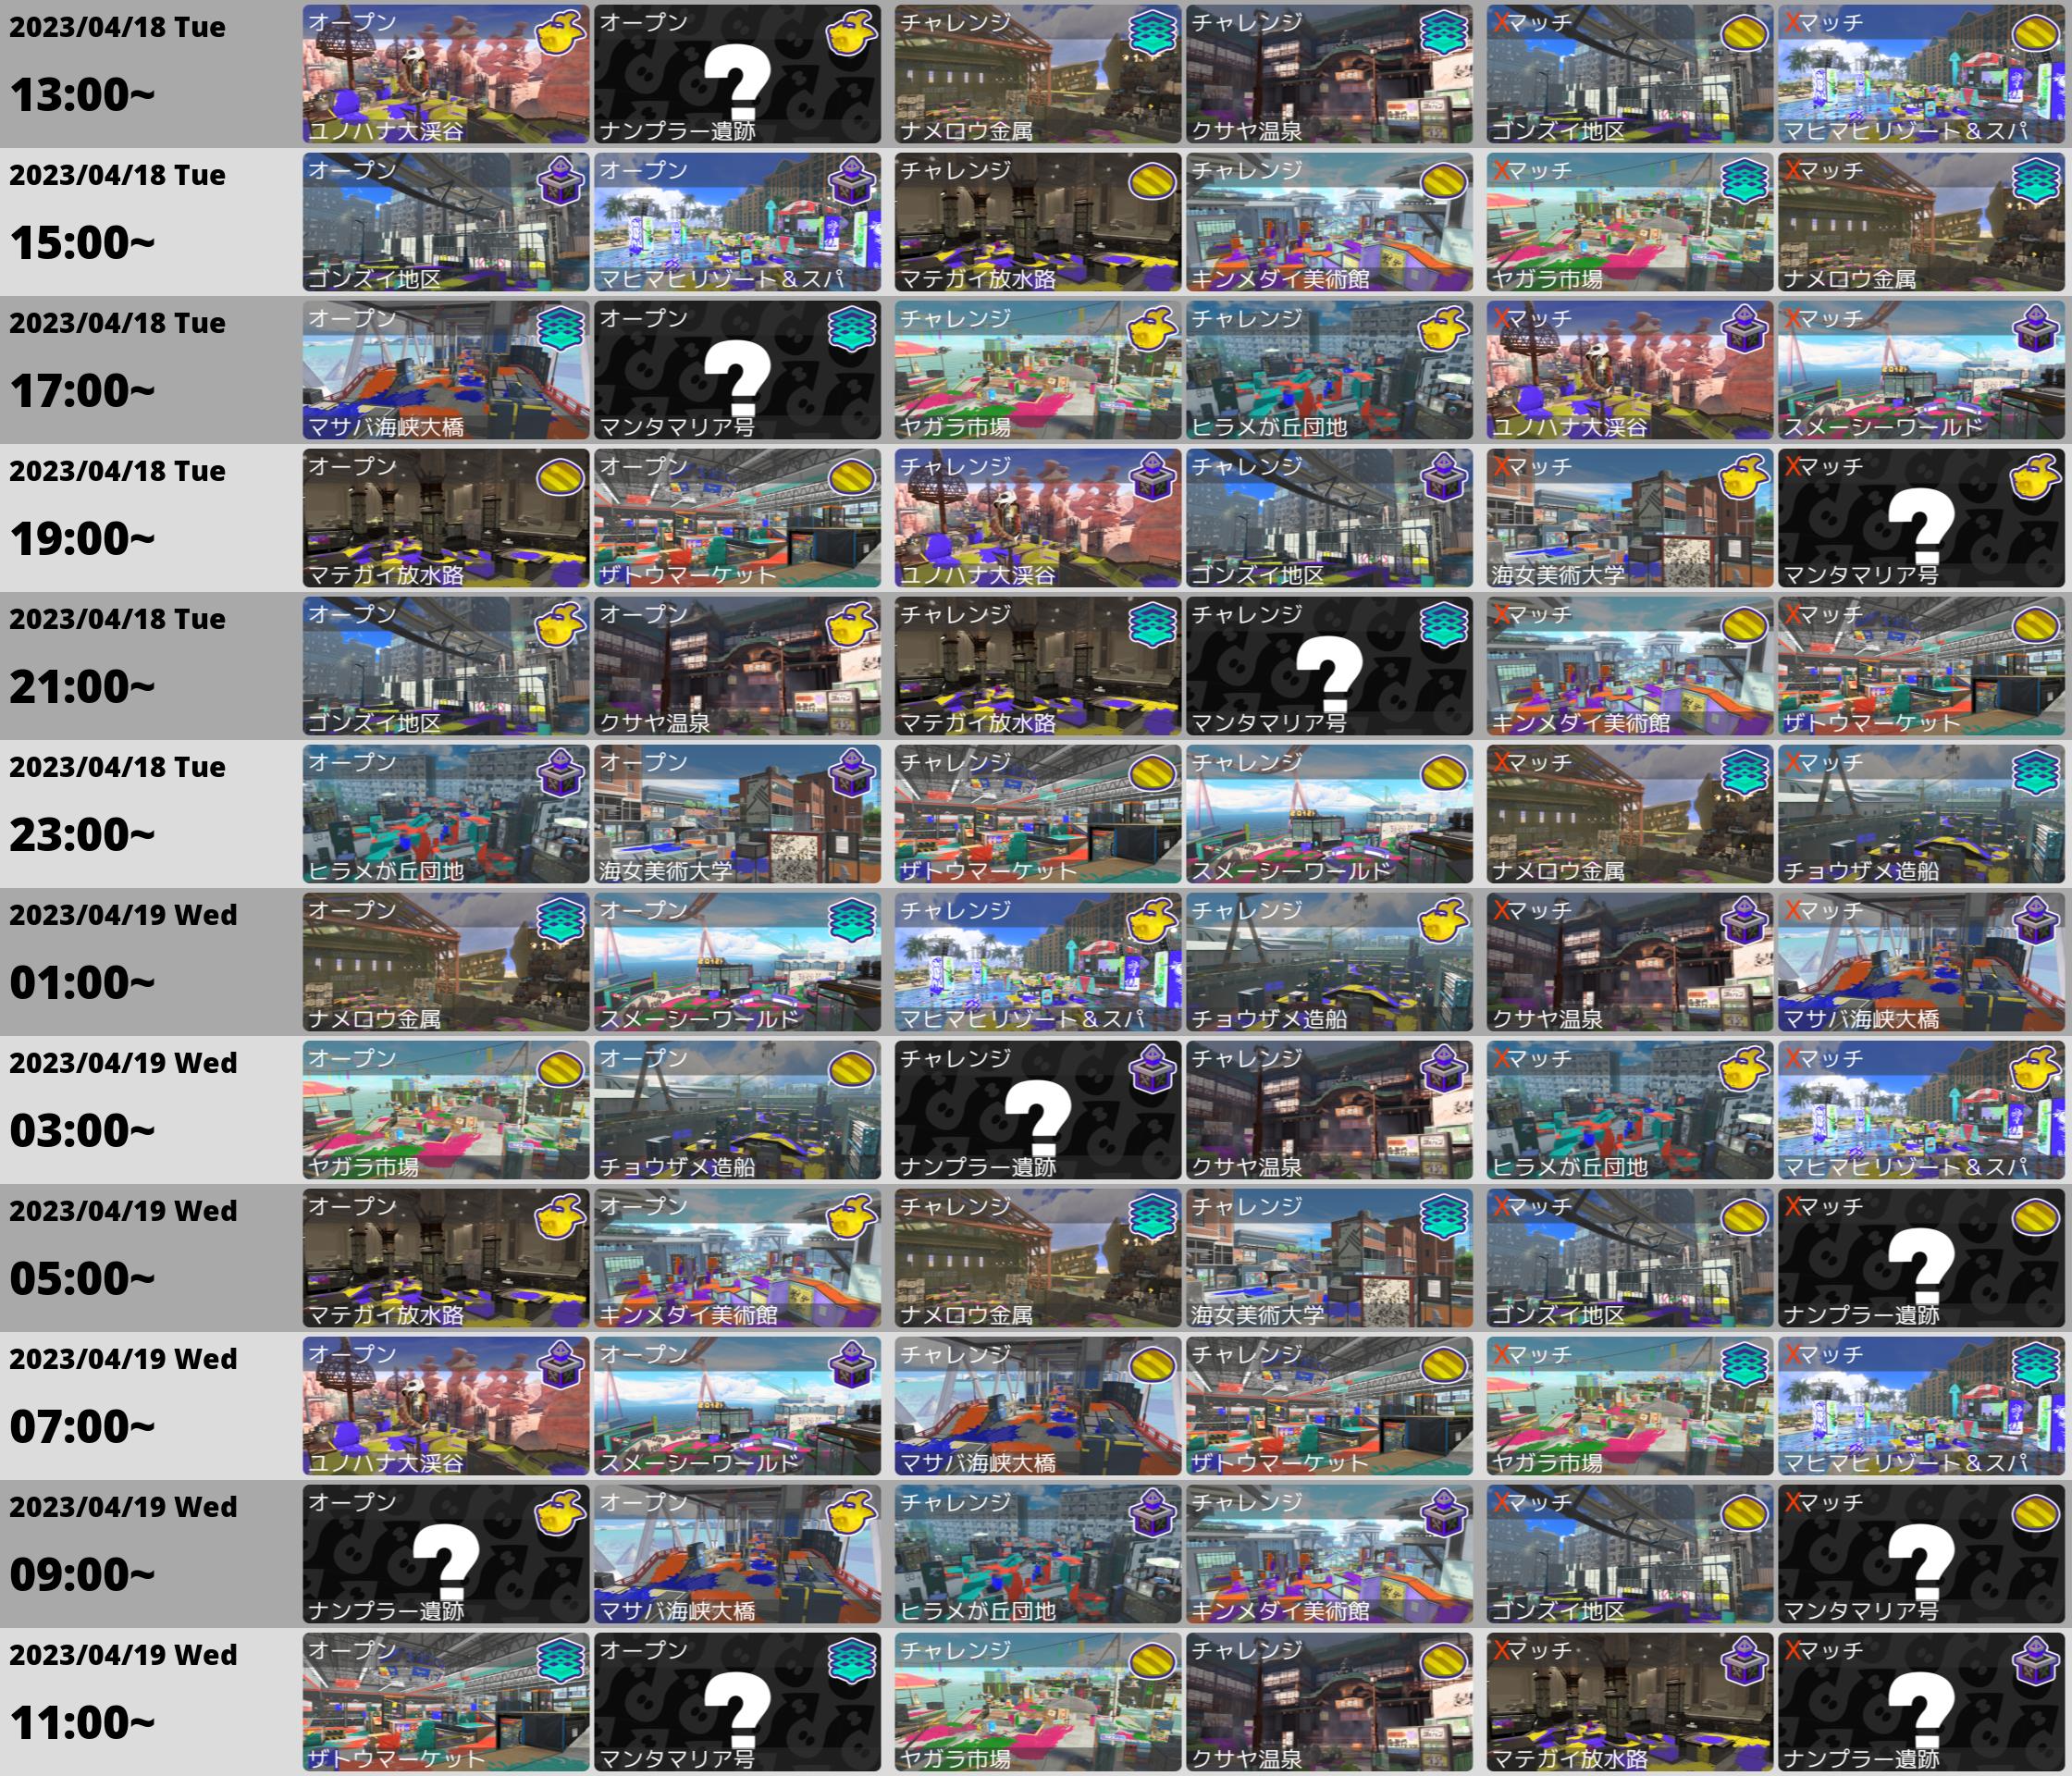 2023/04/18 Tue
13:00~
オープン
ユノハナ大渓谷
オープン
ナンプラー遺跡
チャレンジ
ナメロウ金属
チャレンジ
クサヤ温泉
Xマッチ
ゴンズイ地区
Xマッチ
マヒマヒリゾート＆スパ
2023/04/18 Tue
15:00~
オープン
ゴンズイ地区
オープン
マヒマヒリゾート＆スパ
チャレンジ
マテガイ放水路
チャレンジ
キンメダイ美術館
Xマッチ
ヤガラ市場
Xマッチ
ナメロウ金属
2023/04/18 Tue
17:00~
オープン
マサバ海峡大橋
オープン
マンタマリア号
チャレンジ
ヤガラ市場
チャレンジ
ヒラメが丘団地
Xマッチ
ユノハナ大渓谷
Xマッチ
スメーシーワールド
2023/04/18 Tue
19:00~
オープン
マテガイ放水路
オープン
ザトウマーケット
チャレンジ
ユノハナ大渓谷
チャレンジ
ゴンズイ地区
Xマッチ
海女美術大学
Xマッチ
マンタマリア号
2023/04/18 Tue
21:00~
オープン
ゴンズイ地区
オープン
クサヤ温泉
チャレンジ
マテガイ放水路
チャレンジ
マンタマリア号
Xマッチ
キンメダイ美術館
Xマッチ
ザトウマーケット
2023/04/18 Tue
23:00~
オープン
ヒラメが丘団地
オープン
海女美術大学
チャレンジ
ザトウマーケット
チャレンジ
スメーシーワールド
Xマッチ
ナメロウ金属
Xマッチ
チョウザメ造船
2023/04/19 Wed
01:00~
オープン
ナメロウ金属
オープン
スメーシーワールド
チャレンジ
マヒマヒリゾート＆スパ
チャレンジ
チョウザメ造船
Xマッチ
クサヤ温泉
Xマッチ
マサバ海峡大橋
2023/04/19 Wed
03:00~
オープン
ヤガラ市場
オープン
チョウザメ造船
チャレンジ
ナンプラー遺跡
チャレンジ
クサヤ温泉
Xマッチ
ヒラメが丘団地
Xマッチ
マヒマヒリゾート＆スパ
2023/04/19 Wed
05:00~
オープン
マテガイ放水路
オープン
キンメダイ美術館
チャレンジ
ナメロウ金属
チャレンジ
海女美術大学
Xマッチ
ゴンズイ地区
Xマッチ
ナンプラー遺跡
2023/04/19 Wed
07:00~
オープン
ユノハナ大渓谷
オープン
スメーシーワールド
チャレンジ
マサバ海峡大橋
チャレンジ
ザトウマーケット
Xマッチ
ヤガラ市場
Xマッチ
マヒマヒリゾート＆スパ
2023/04/19 Wed
09:00~
オープン
ナンプラー遺跡
オープン
マサバ海峡大橋
チャレンジ
ヒラメが丘団地
チャレンジ
キンメダイ美術館
Xマッチ
ゴンズイ地区
Xマッチ
マンタマリア号
2023/04/19 Wed
11:00~
オープン
ザトウマーケット
オープン
マンタマリア号
チャレンジ
ヤガラ市場
チャレンジ
クサヤ温泉
Xマッチ
マテガイ放水路
Xマッチ
ナンプラー遺跡